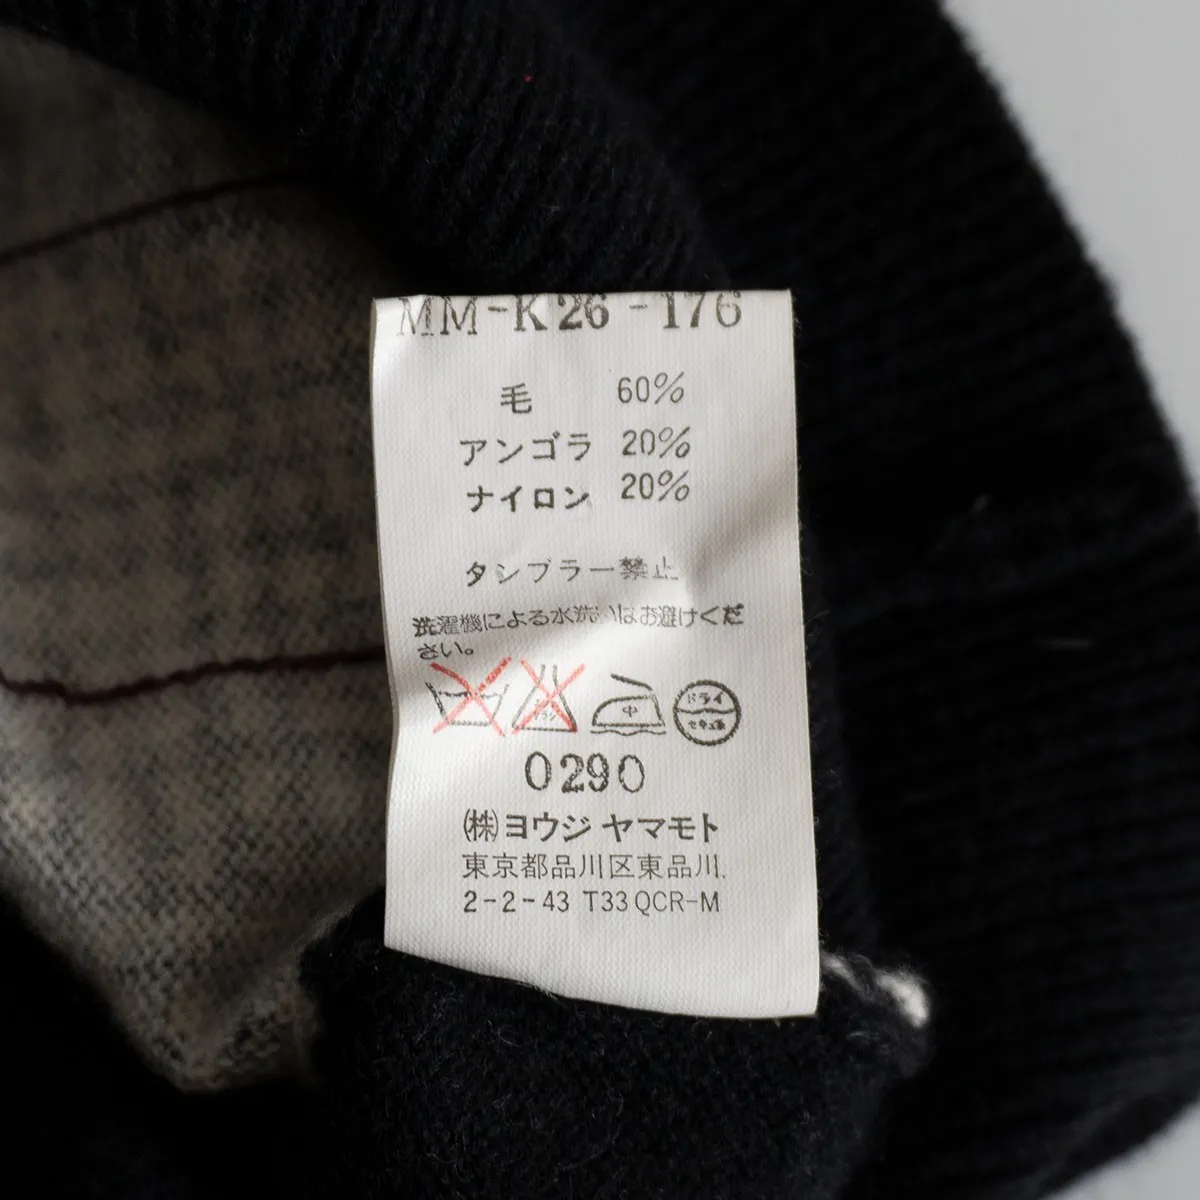 MM-K26-176
毛 60%
アンゴラ 20%
ナイロン 20%
タンブラー禁止
洗濯機による水洗いはお避けくだ
さい。
中
ドライ
0290
㈱ヨウジ ヤマモト
東京都品川区東品川
2-2-43 T33QCR-M